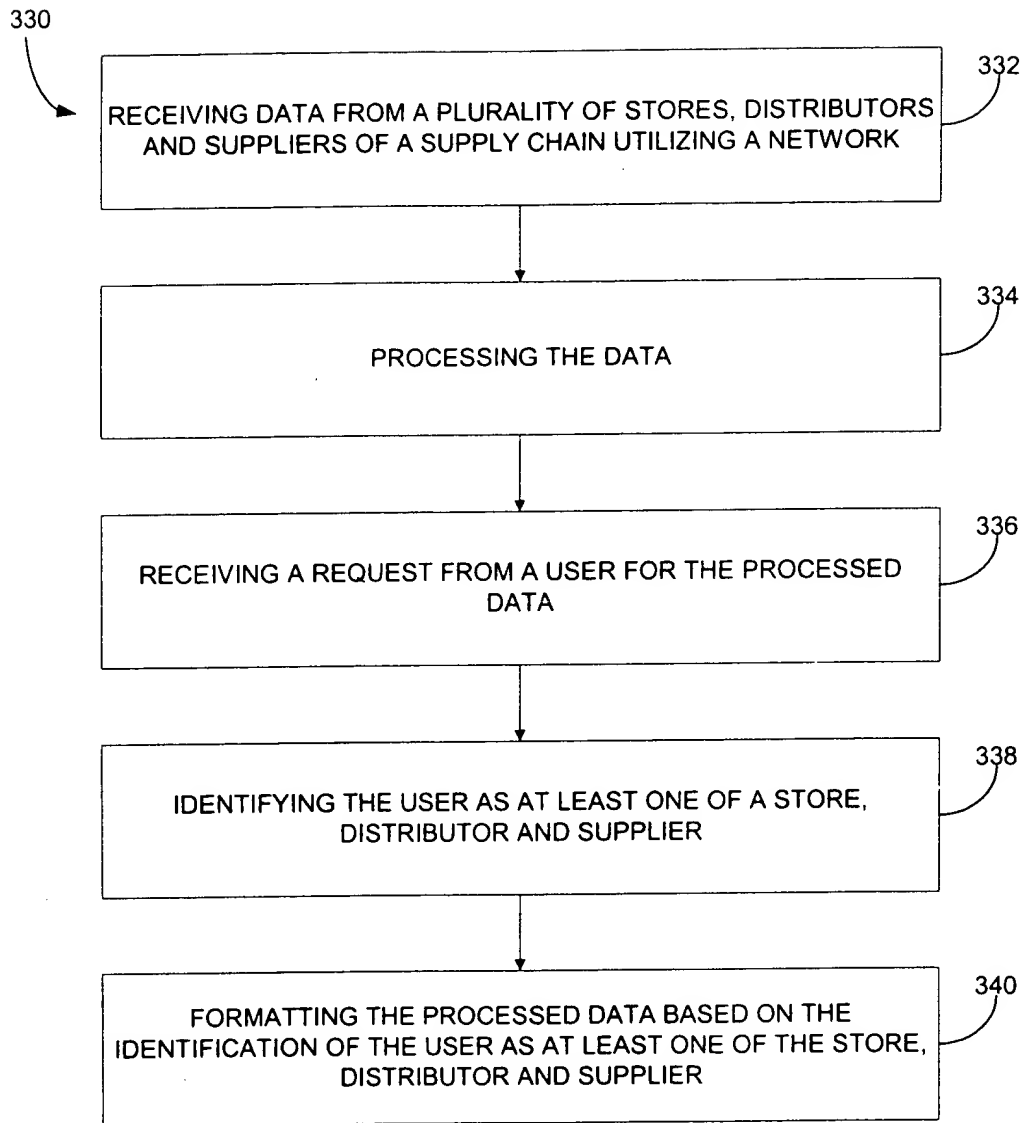 330
332
RECEIVING DATA FROM A PLURALITY OF STORES, DISTRIBUTORS
AND SUPPLIERS OF A SUPPLY CHAIN UTILIZING A NETWORK
334
PROCESSING THE DATA
336
RECEIVING A REQUEST FROM A USER FOR THE PROCESSED
DATA
338
IDENTIFYING THE USER AS AT LEAST ONE OF A STORE,
DISTRIBUTOR AND SUPPLIER
340
FORMATTING THE PROCESSED DATA BASED ON THE
IDENTIFICATION OF THE USER AS AT LEAST ONE OF THE STORE,
DISTRIBUTOR AND SUPPLIER